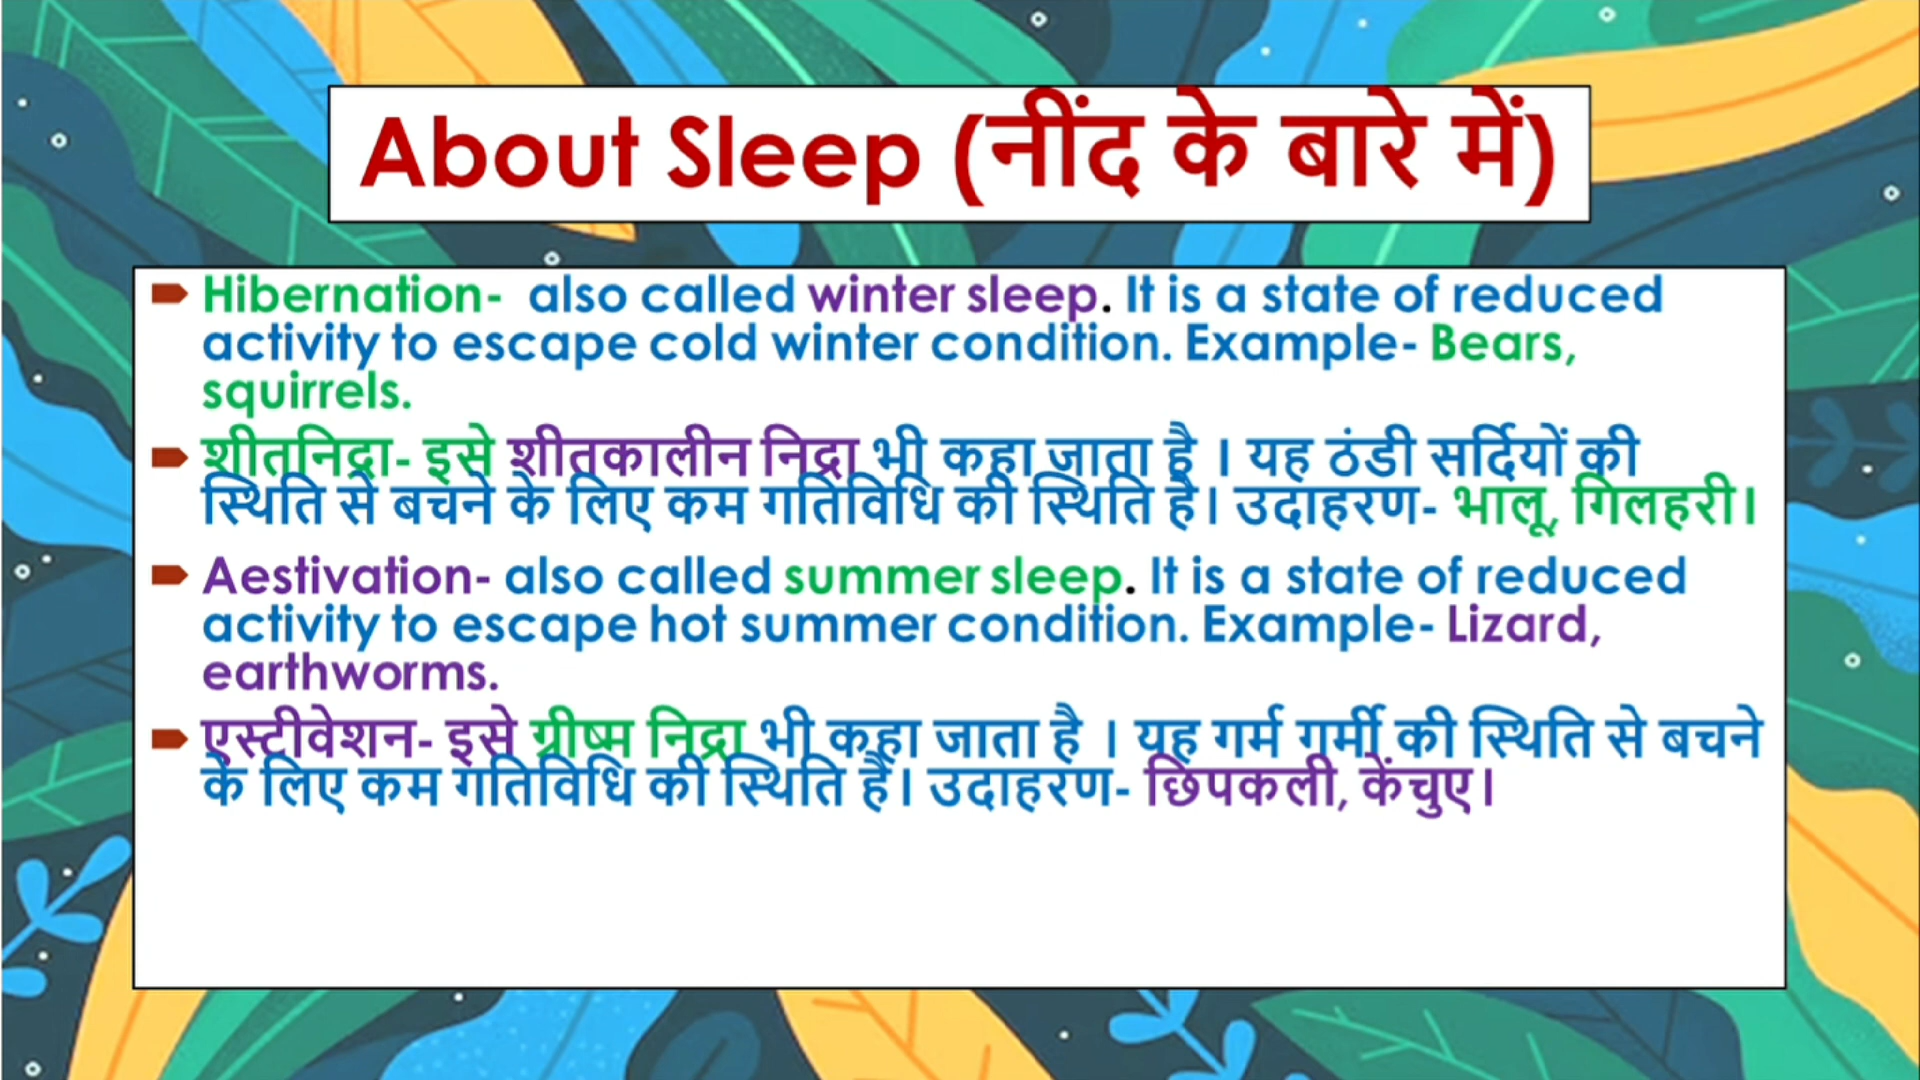 About Sleep (नींद के बारे में)
Hibernation- also called winter sleep. It is a state of reduced
activity to escape cold winter condition. Example- Bears,
squirrels.
शीतनिद्रा- इसे शीतकालीन निद्रा भी कहा जाता है । यह ठंडी सर्दियों की
स्थिति से बचने के लिए कम गतिविधि की स्थिति है। उदाहरण- भालू, गिलहरी।
Aestivation- also called summer sleep. It is a state of reduced
activity to escape hot summer condition. Example- Lizard,
earthworms.
एस्टीवेशन- इसे ग्रीष्म निद्रा भी कहा जाता है । यह गर्म गर्मी की स्थिति से बचने
के लिए कम गतिविधि की स्थिति है। उदाहरण- छिपकली, केंचुए।